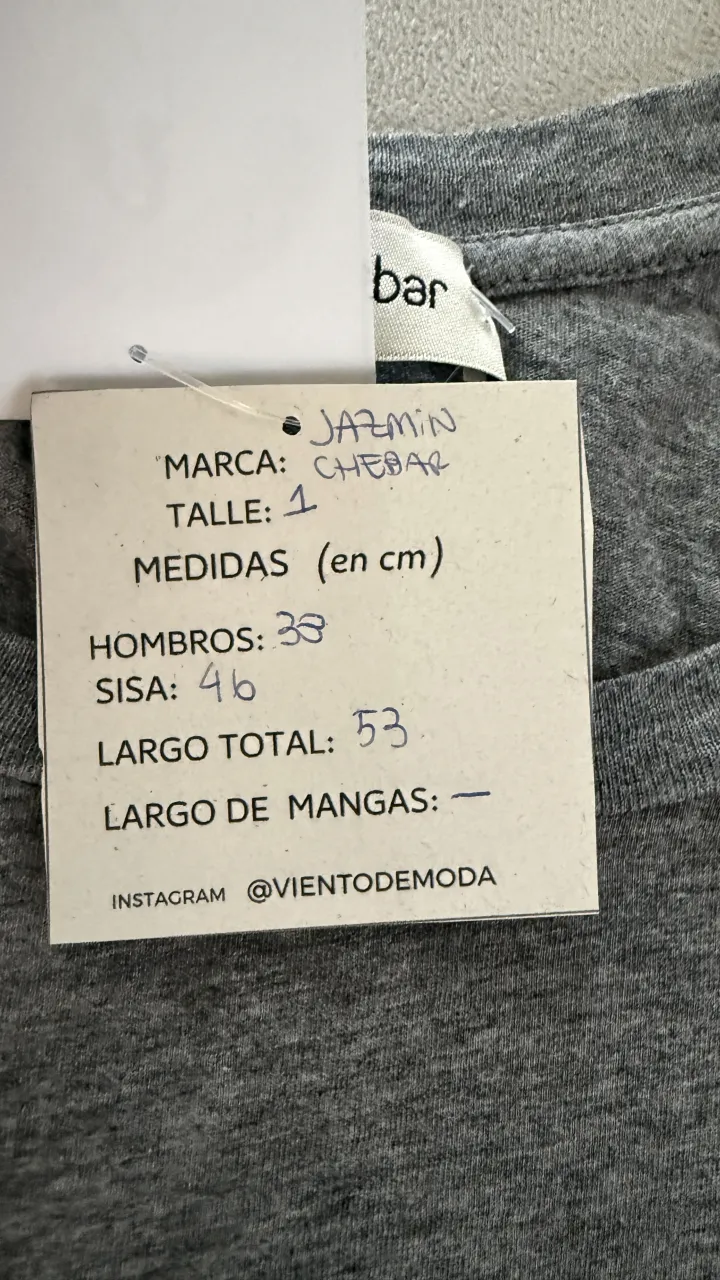 bar
JAZMIN
MARCA: CHEBAR
TALLE: 1
MEDIDAS (en cm)
HOMBROS: 38
SISA: 46
LARGO TOTAL: 53
LARGO DE MANGAS: —
INSTAGRAM @VIENTODEMODA